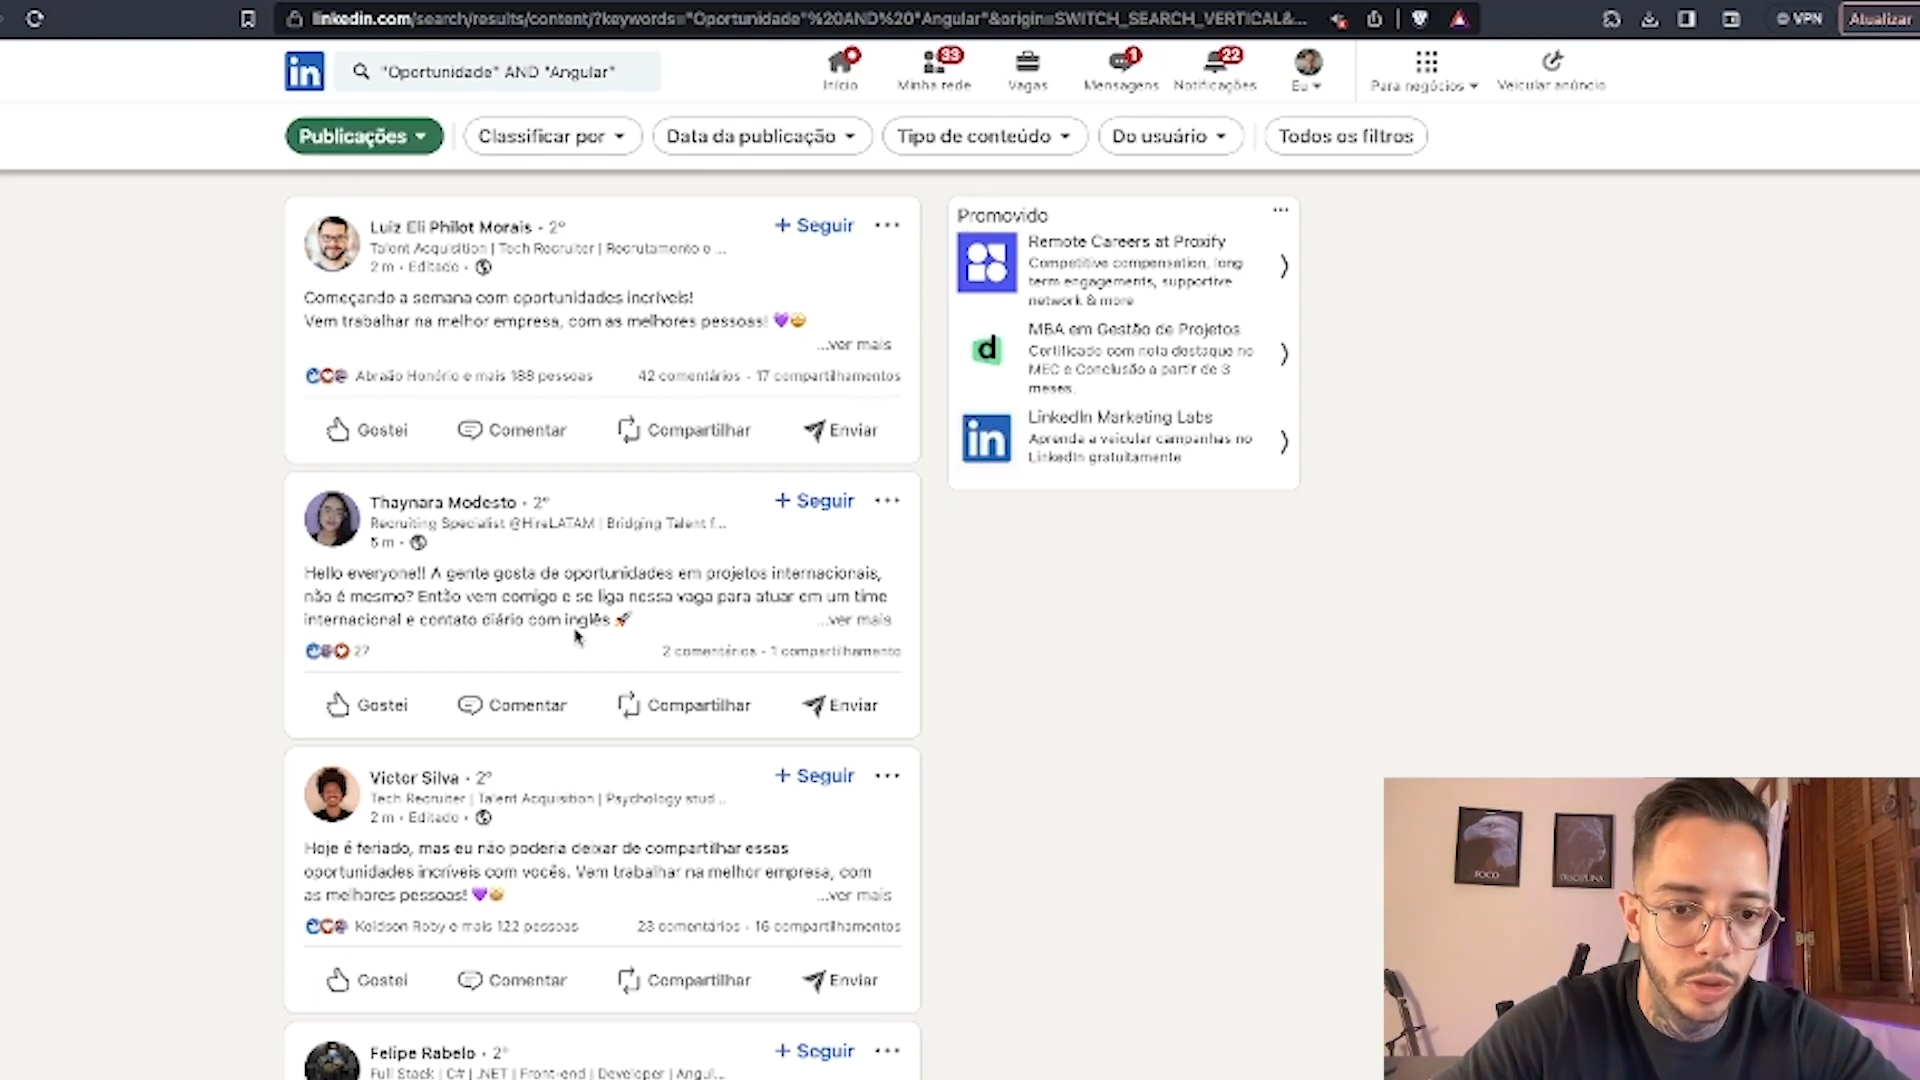 linkedin.com/search/results/content/?keywords="Oportunidade"%20AND%20"Angular"&origin=SWITCH_SEARCH_VERTICAL&...
VPN
Atualizar
in
"Oportunidade" AND "Angular"
33
1
22
Início
Minha rede
Vagas
Mensagens
Notificações
Eu
Para negócios
Veicular anúncio
Publicações
Classificar por
Data da publicação
Tipo de conteúdo
Do usuário
Todos os filtros
Luiz Eli Philot Morais • 2º
+ Seguir
Talent Acquisition | Tech Recruiter | Recrutamento e ...
2 m • Editado •
Começando a semana com oportunidades incríveis!
Vem trabalhar na melhor empresa, com as melhores pessoas! 💜🤩
...ver mais
Abraão Honério e mais 188 pessoas
42 comentários • 17 compartilhamentos
Gostei
Comentar
Compartilhar
Enviar
Thaynara Modesto • 2º
+ Seguir
Recruiting Specialist @HireLATAM | Bridging Talent f...
5 m •
Hello everyone!! A gente gosta de oportunidades em projetos internacionais,
não é mesmo? Então vem comigo e se liga nessa vaga para atuar em um time
internacional e contato diário com inglês 🚀
...ver mais
27
2 comentários • 1 compartilhamento
Gostei
Comentar
Compartilhar
Enviar
Victor Silva • 2º
+ Seguir
Tech Recruiter | Talent Acquisition | Psychology stud...
2 m • Editado •
Hoje é feriado, mas eu não poderia deixar de compartilhar essas
oportunidades incríveis com vocês. Vem trabalhar na melhor empresa, com
as melhores pessoas! 💜🤩
...ver mais
Keldson Roby e mais 122 pessoas
23 comentários • 16 compartilhamentos
Gostei
Comentar
Compartilhar
Enviar
Felipe Rabelo • 2º
+ Seguir
Full Stack | C# | .NET | Front-end | Developer | Angul...
Promovido
Remote Careers at Proxify
Competitive compensation, long
term engagements, supportive
network & more
d
MBA em Gestão de Projetos
Certificado com nota destaque no
MEC e Conclusão a partir de 3
meses.
in
LinkedIn Marketing Labs
Aprenda a veicular campanhas no
LinkedIn gratuitamente
FOCO
DISCIPLINA